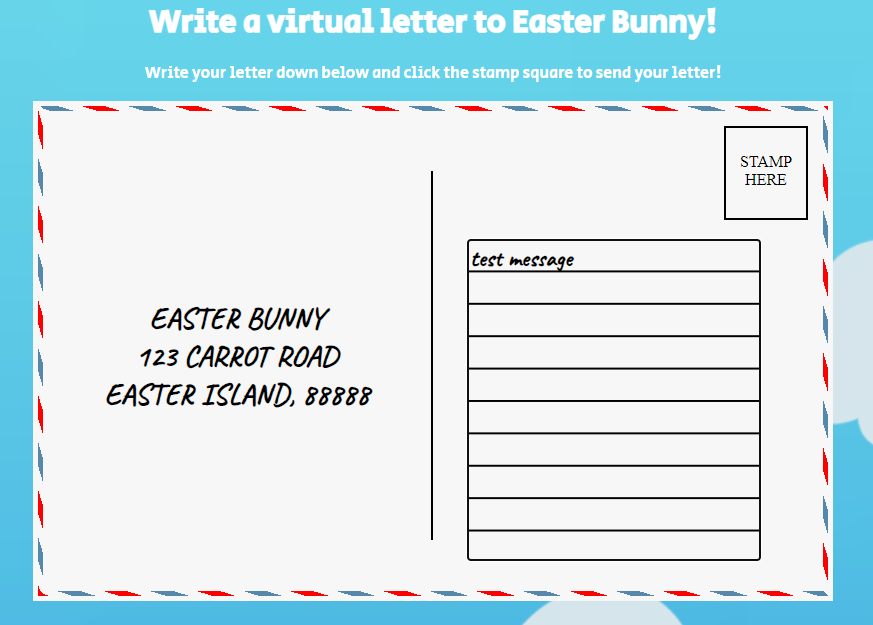 Write a virtual letter to Easter Bunny!
Write your letter down below and click the stamp square to send your letter!
STAMP
HERE
test message
EASTER BUNNY
123 CARROT ROAD
EASTER ISLAND, 88888